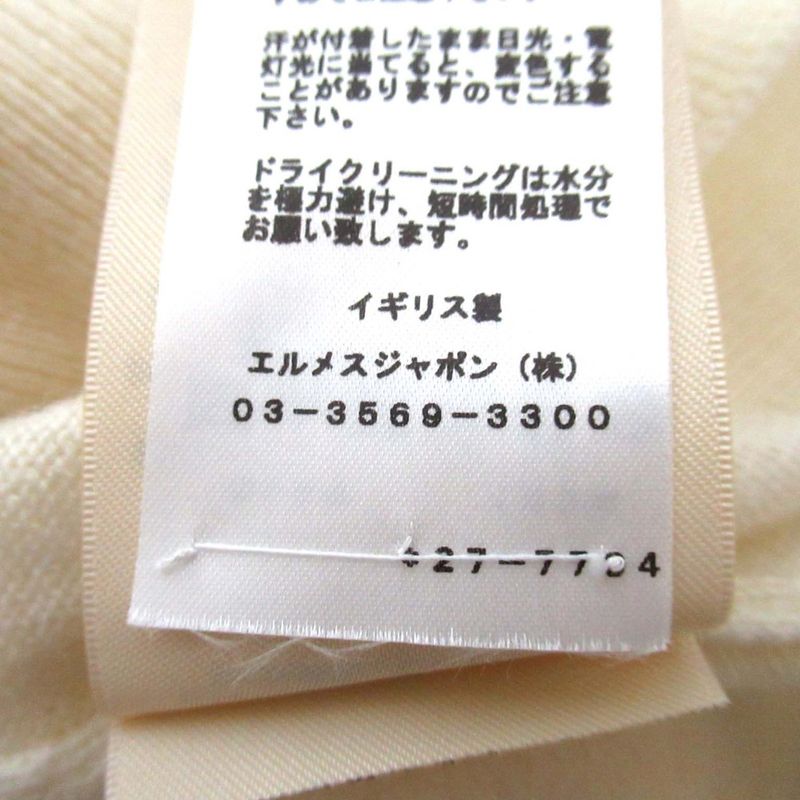 汗が付着したまま日光・電
灯光に当てると、変色する
ことがありますのでご注意
下さい。
ドライクリーニングは水分
を極力避け、短時間処理で
お願い致します。
イギリス製
エルメスジャポン（株）
03-3569-3300